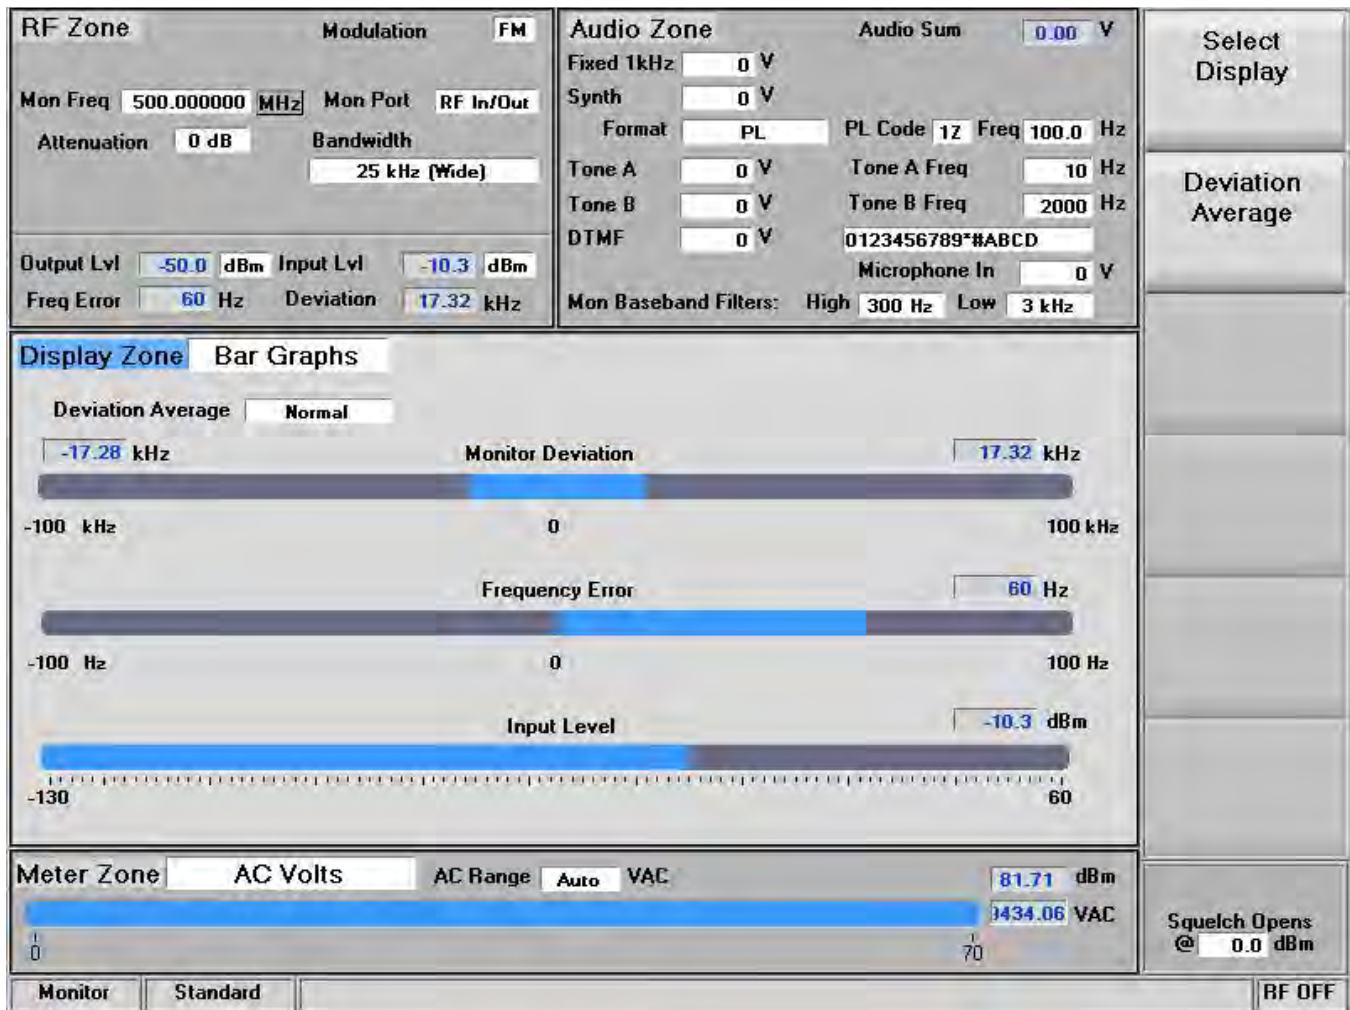 RF Zone Modulation FM
Mon Freq 500.000000 MHz Mon Port RF In/Out
Attenuation 0 dB Bandwidth
25 kHz (Wide)
Output Lvl -50.0 dBm Input Lvl -10.3 dBm
Freq Error 60 Hz Deviation 17.32 kHz
Audio Zone Audio Sum 0.00 V
Fixed 1kHz 0 V
Synth 0 V
Format PL PL Code 1Z Freq 100.0 Hz
Tone A 0 V Tone A Freq 10 Hz
Tone B 0 V Tone B Freq 2000 Hz
DTMF 0 V 0123456789*#ABCD
Microphone In 0 V
Mon Baseband Filters: High 300 Hz Low 3 kHz
Select
Display
Deviation
Average
Display Zone Bar Graphs
Deviation Average Normal
-17.28 kHz Monitor Deviation 17.32 kHz
-100 kHz 0 100 kHz
Frequency Error 60 Hz
-100 Hz 0 100 Hz
Input Level -10.3 dBm
-130 60
Meter Zone AC Volts AC Range Auto VAC 81.71 dBm
434.06 VAC
0 70
Squelch Opens
@ 0.0 dBm
Monitor Standard RF OFF